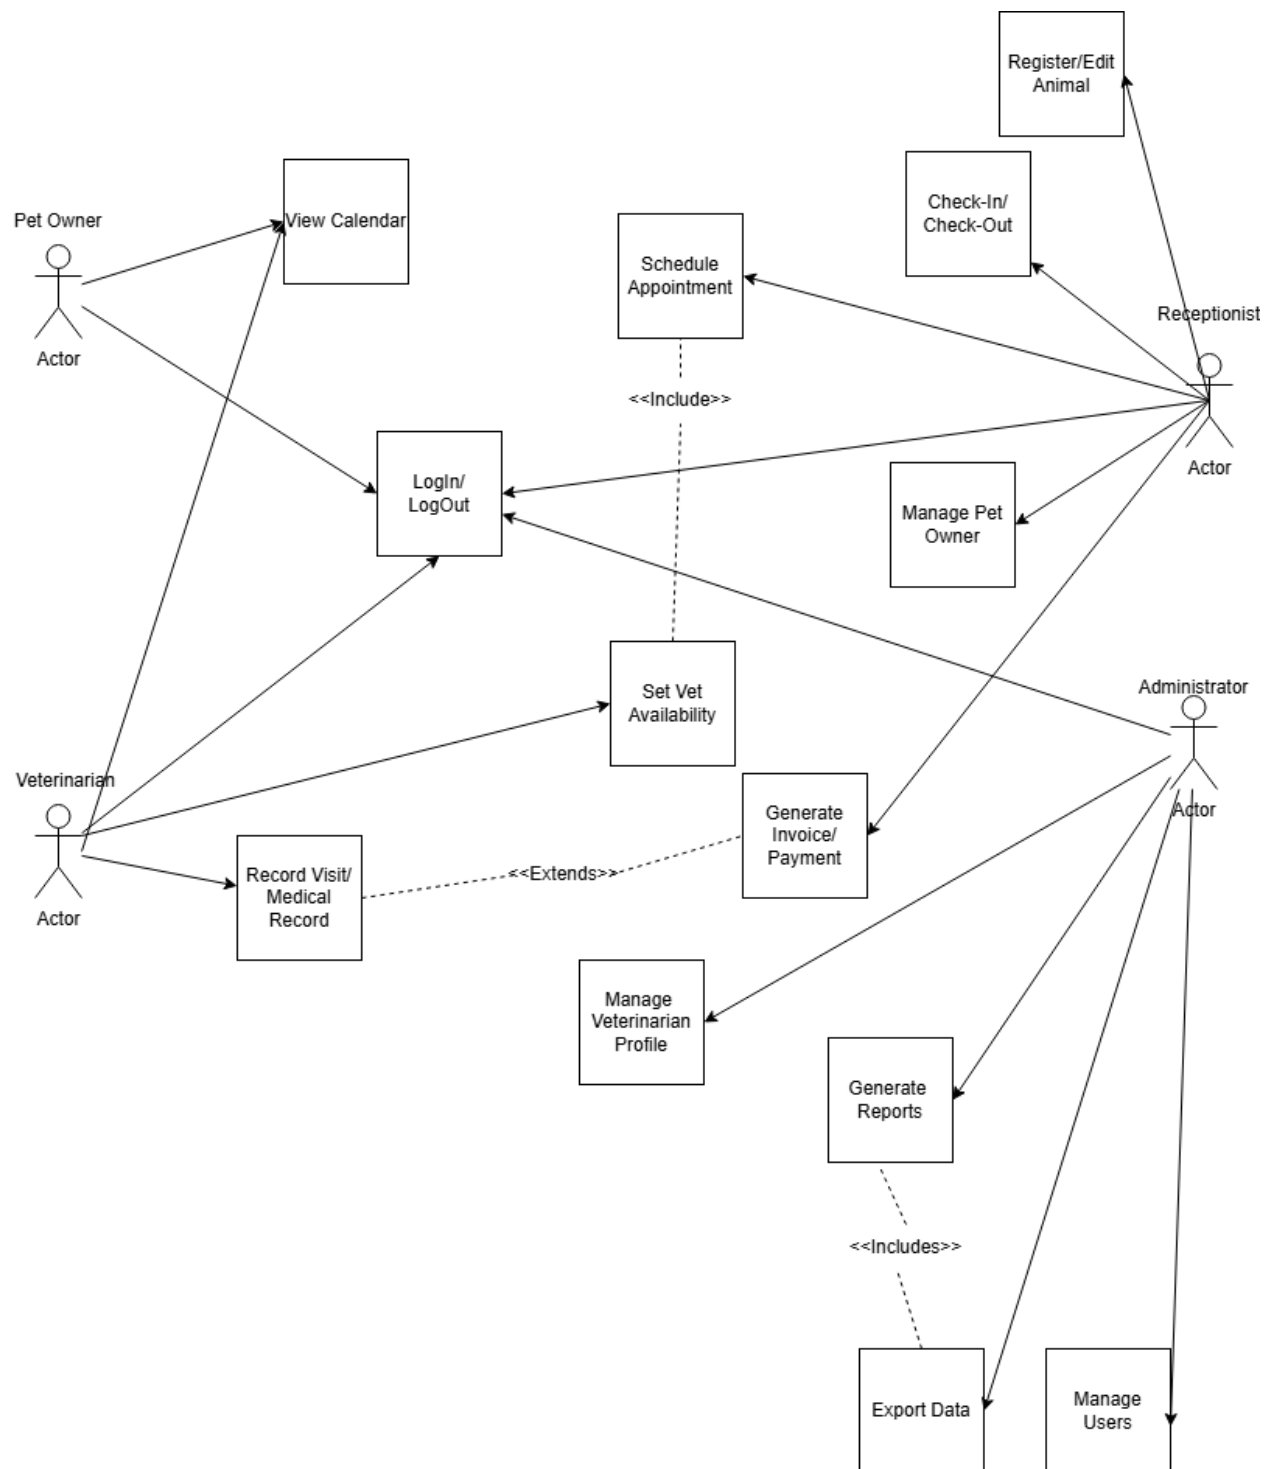 Register/Edit
Animal
Check-In/
Check-Out
Pet Owner
View Calendar
Schedule
Appointment
Receptionist
Actor
<<Include>>
LogIn/
LogOut
Actor
Manage Pet
Owner
Set Vet
Availability
Administrator
Veterinarian
Generate
Invoice/
Payment
Actor
Record Visit/
Medical
Record
<<Extends>>
Actor
Manage
Veterinarian
Profile
Generate
Reports
<<Includes>>
Export Data
Manage
Users